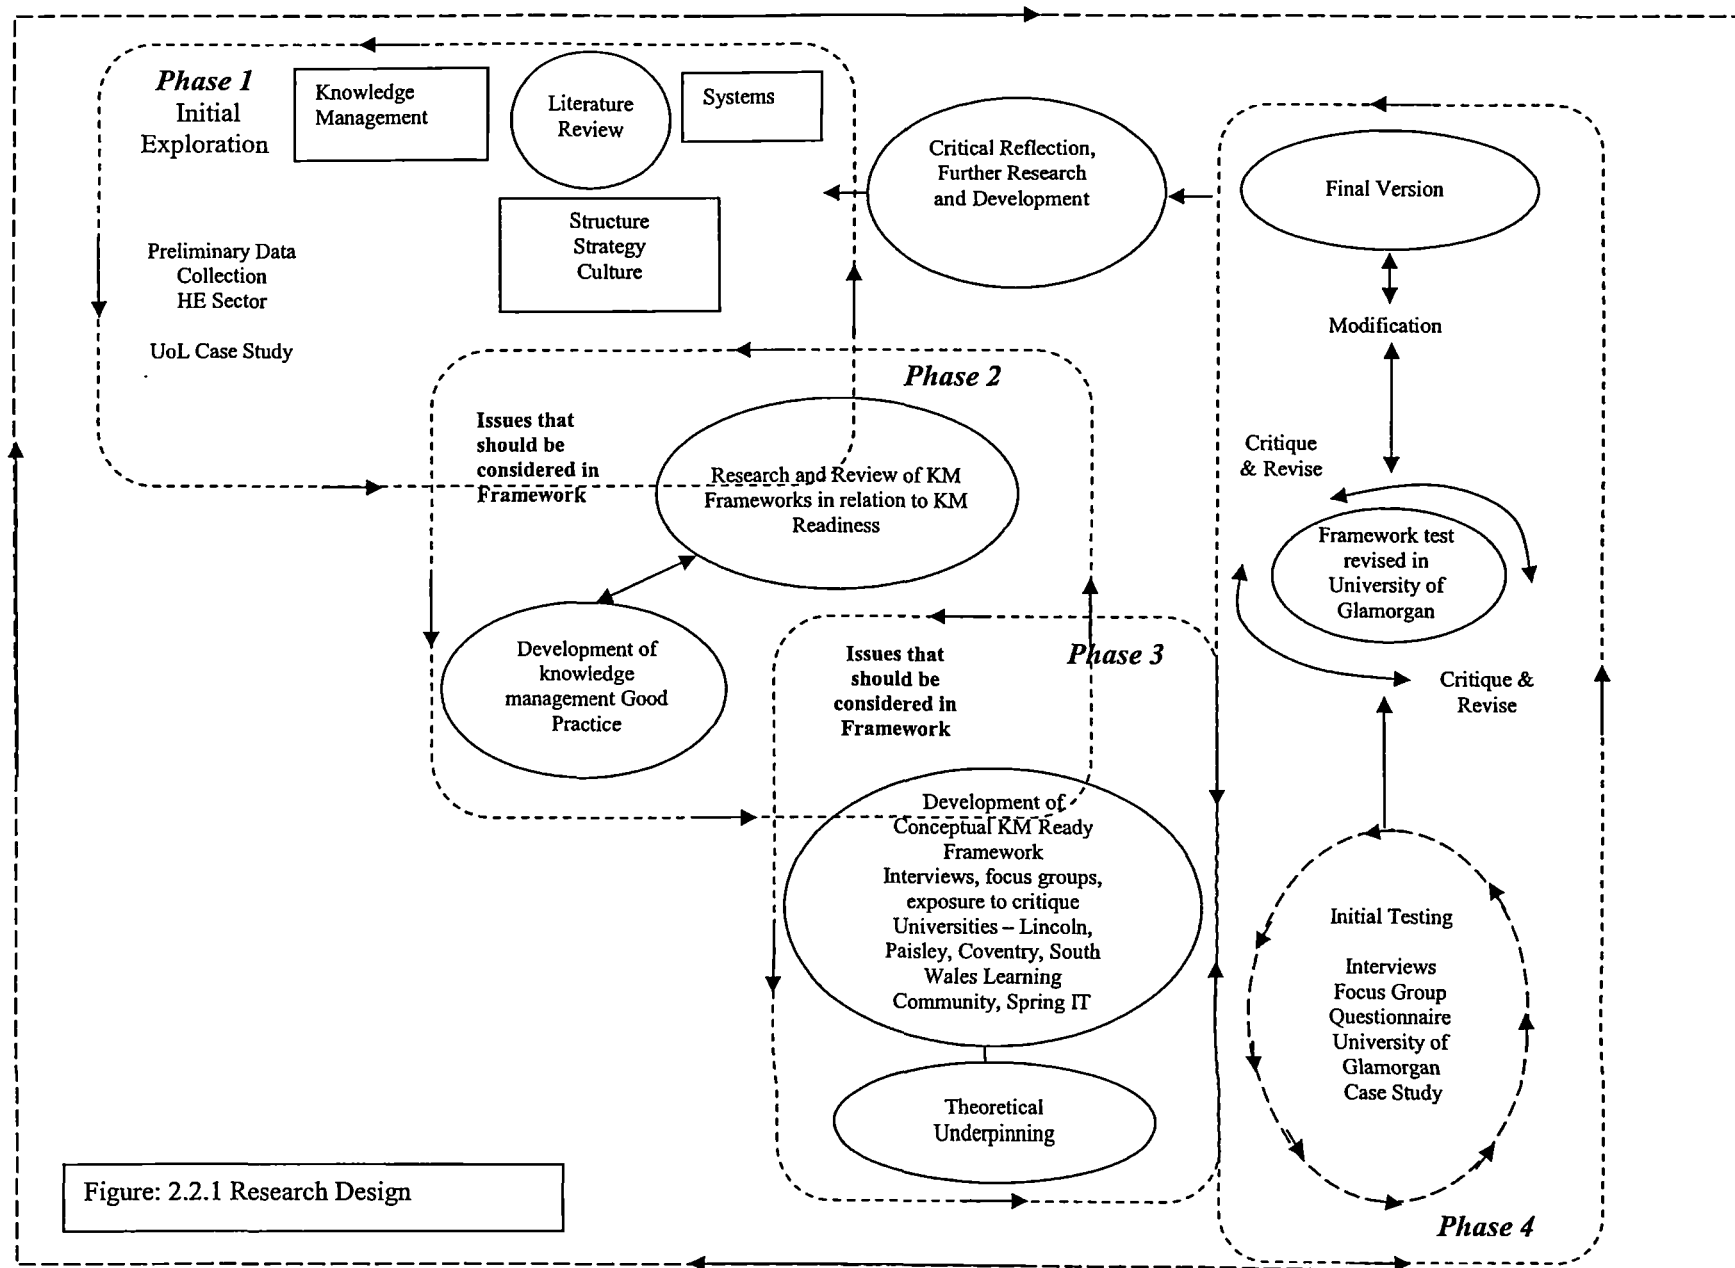 Phase 1
Initial
Exploration
Knowledge
Management
Literature
Review
Systems
Structure
Strategy
Culture
Preliminary Data
Collection
HE Sector
UoL Case Study
Critical Reflection,
Further Research
and Development
Phase 2
Issues that
should be
considered in
Framework
Research and Review of KM
Frameworks in relation to KM
Readiness
Development of
knowledge
management Good
Practice
Phase 3
Issues that
should be
considered in
Framework
Development of
Conceptual KM Ready
Framework
Interviews, focus groups,
exposure to critique
Universities – Lincoln,
Paisley, Coventry, South
Wales Learning
Community, Spring IT
Theoretical
Underpinning
Final Version
Modification
Critique
& Revise
Framework test
revised in
University of
Glamorgan
Critique &
Revise
Initial Testing
Interviews
Focus Group
Questionnaire
University of
Glamorgan
Case Study
Phase 4
Figure: 2.2.1 Research Design